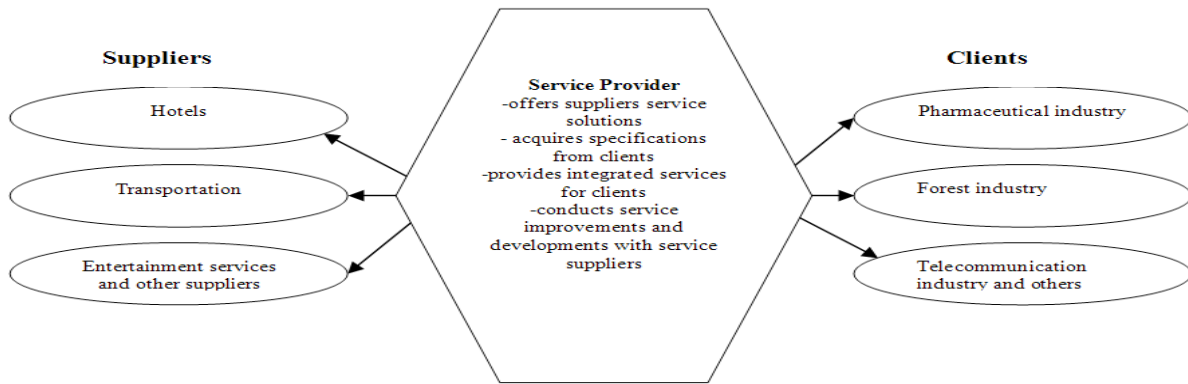 Suppliers
Hotels
Transportation
Entertainment services
and other suppliers
Service Provider
-offers suppliers service
solutions
- acquires specifications
from clients
-provides integrated services
for clients
-conducts service
improvements and
developments with service
suppliers
Clients
Pharmaceutical industry
Forest industry
Telecommunication
industry and others